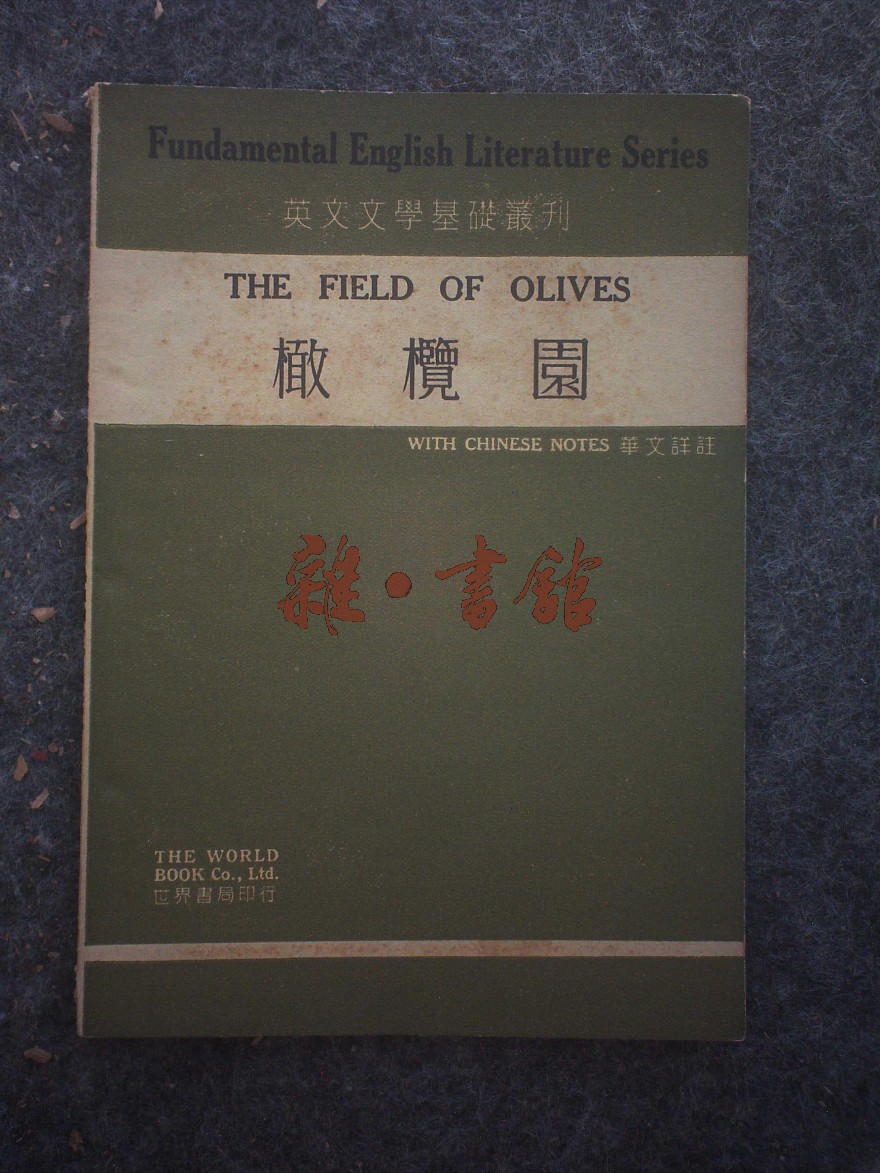 Fundamental English Literature Series
英文文學基礎叢刊
THE FIELD OF OLIVES
橄欖園
WITH CHINESE NOTES 華文詳註
雜·書館
THE WORLD
BOOK Co., Ltd.
世界書局印行